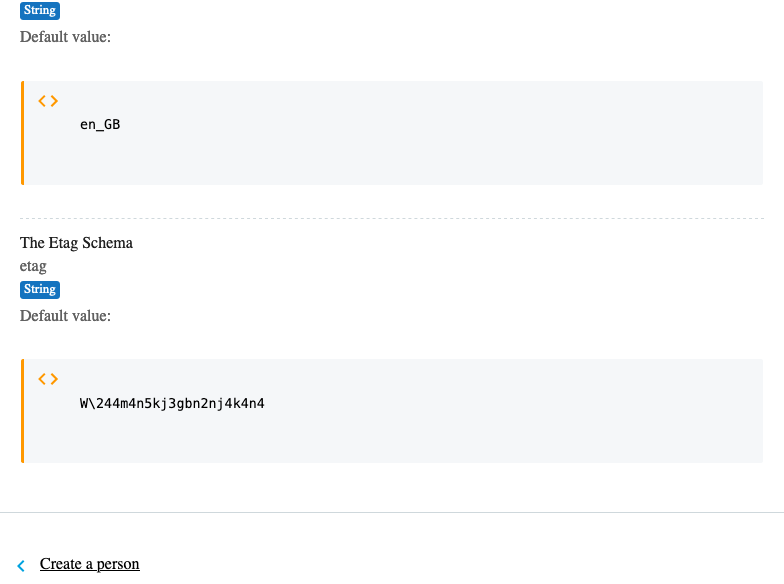 String
Default value:
en_GB
The Etag Schema
etag
String
Default value:
W\244m4n5kj3gbn2nj4k4n4
Create a person